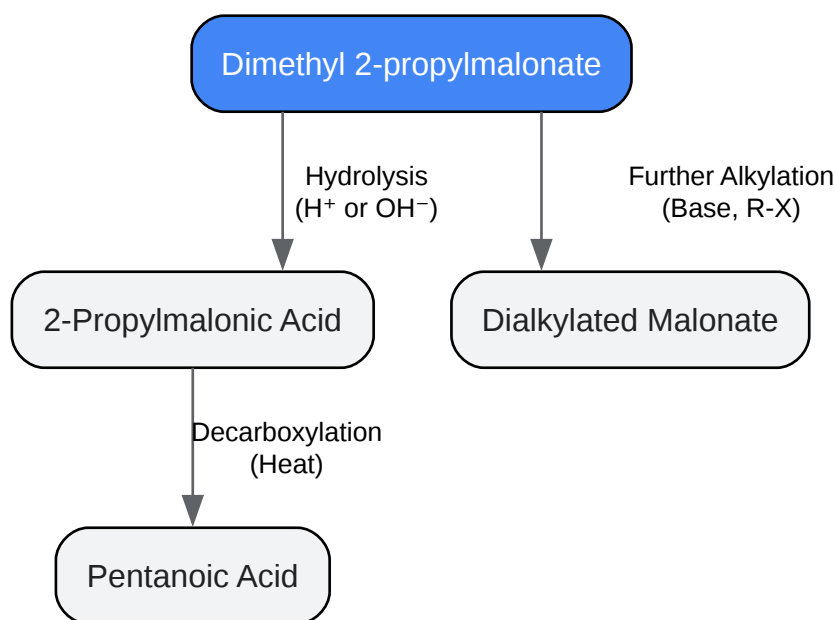 Dimethyl 2-propylmalonate
Hydrolysis
(H⁺ or OH⁻)
Further Alkylation
(Base, R-X)
2-Propylmalonic Acid
Dialkylated Malonate
Decarboxylation
(Heat)
Pentanoic Acid